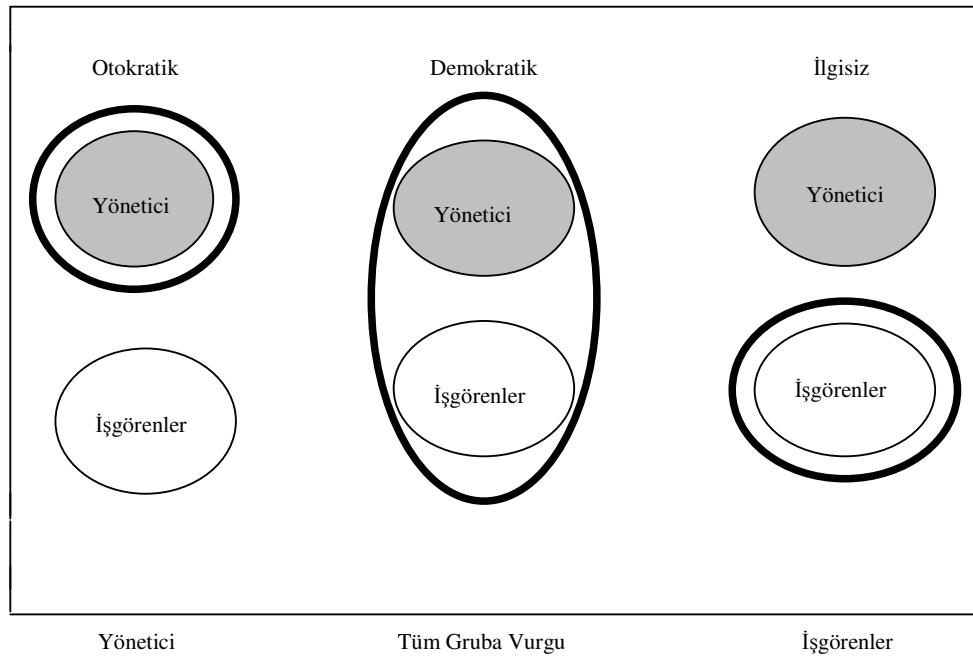 Otokratik Demokratik İlgisiz
Yönetici Yönetici Yönetici
İşgörenler İşgörenler İşgörenler
Yönetici Tüm Gruba Vurgu İşgörenler